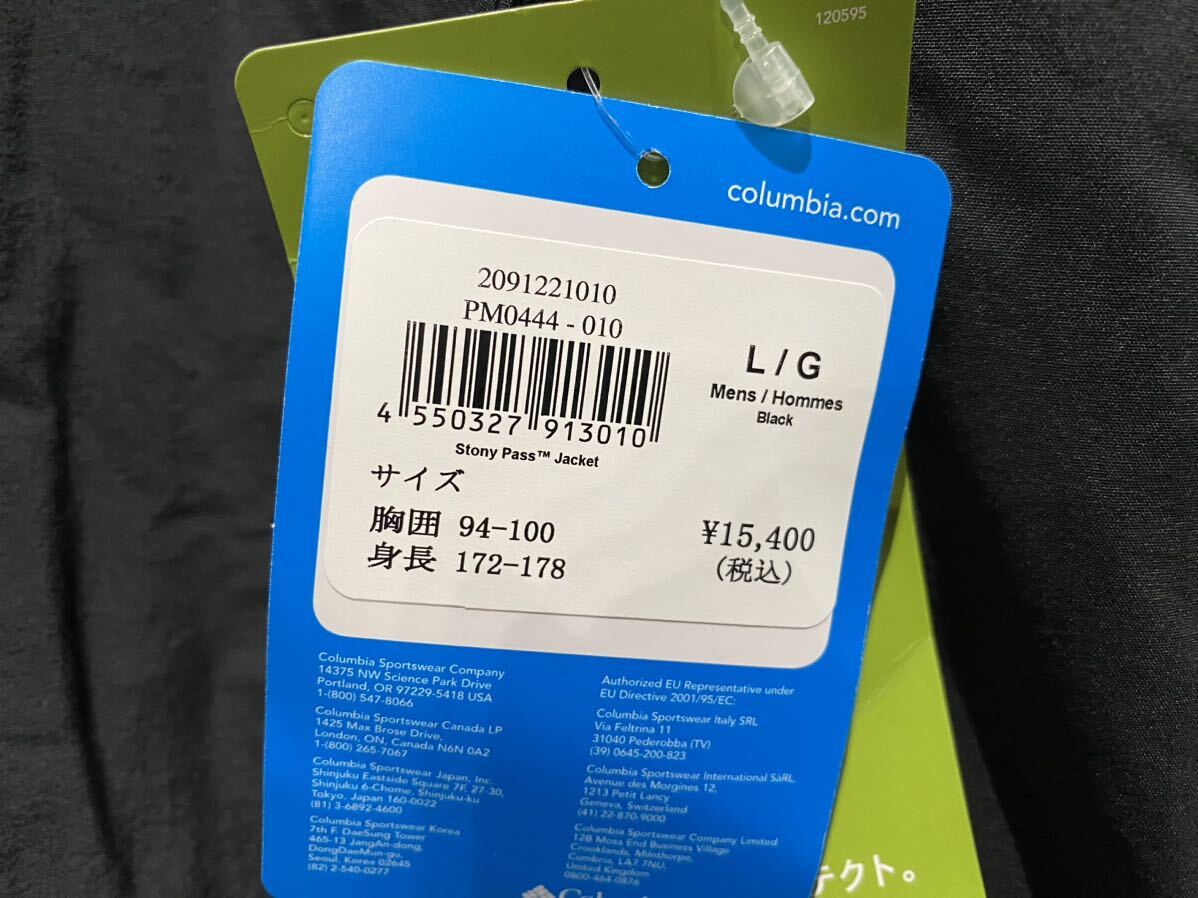 120595
columbia.com
2091221010
PM0444 - 010
4 550327 913010
Stony Pass™ Jacket
L / G
Mens / Hommes
Black
サイズ
胸囲 94-100
身長 172-178
¥15,400
(税込)
Columbia Sportswear Company
14375 NW Science Park Drive
Portland, OR 97229-5418 USA
1-(800) 547-8066
Columbia Sportswear Canada LP
1425 Max Brose Drive,
London, ON, Canada N6N 0A2
1-(800) 265-7067
Columbia Sportswear Japan, Inc.
Shinjuku Eastside Square 7F, 27-30,
Shinjuku 6-Chome, Shinjuku-ku
Tokyo, Japan 160-0022
(81) 3-6892-4600
Columbia Sportswear Korea
7th F. DaeSung Tower
465-13 JangAn-dong,
DongDaeMun-gu,
Seoul, Korea 02645
(82) 2-540-0277
Authorized EU Representative under
EU Directive 2001/95/EC:
Columbia Sportswear Italy SRL
Via Feltrina 11
31040 Pederobba (TV)
(39) 0645-200-823
Columbia Sportswear International SàRL
Avenue des Morgines 12,
1213 Petit Lancy
Geneva, Switzerland
(41) 22-870-9000
Columbia Sportswear Company Limited
12B Mosa End Business Village
Crooklands, Milnthorpe,
Cumbria, LA7 7NU,
United Kingdom
0800-464-0876
テクト。